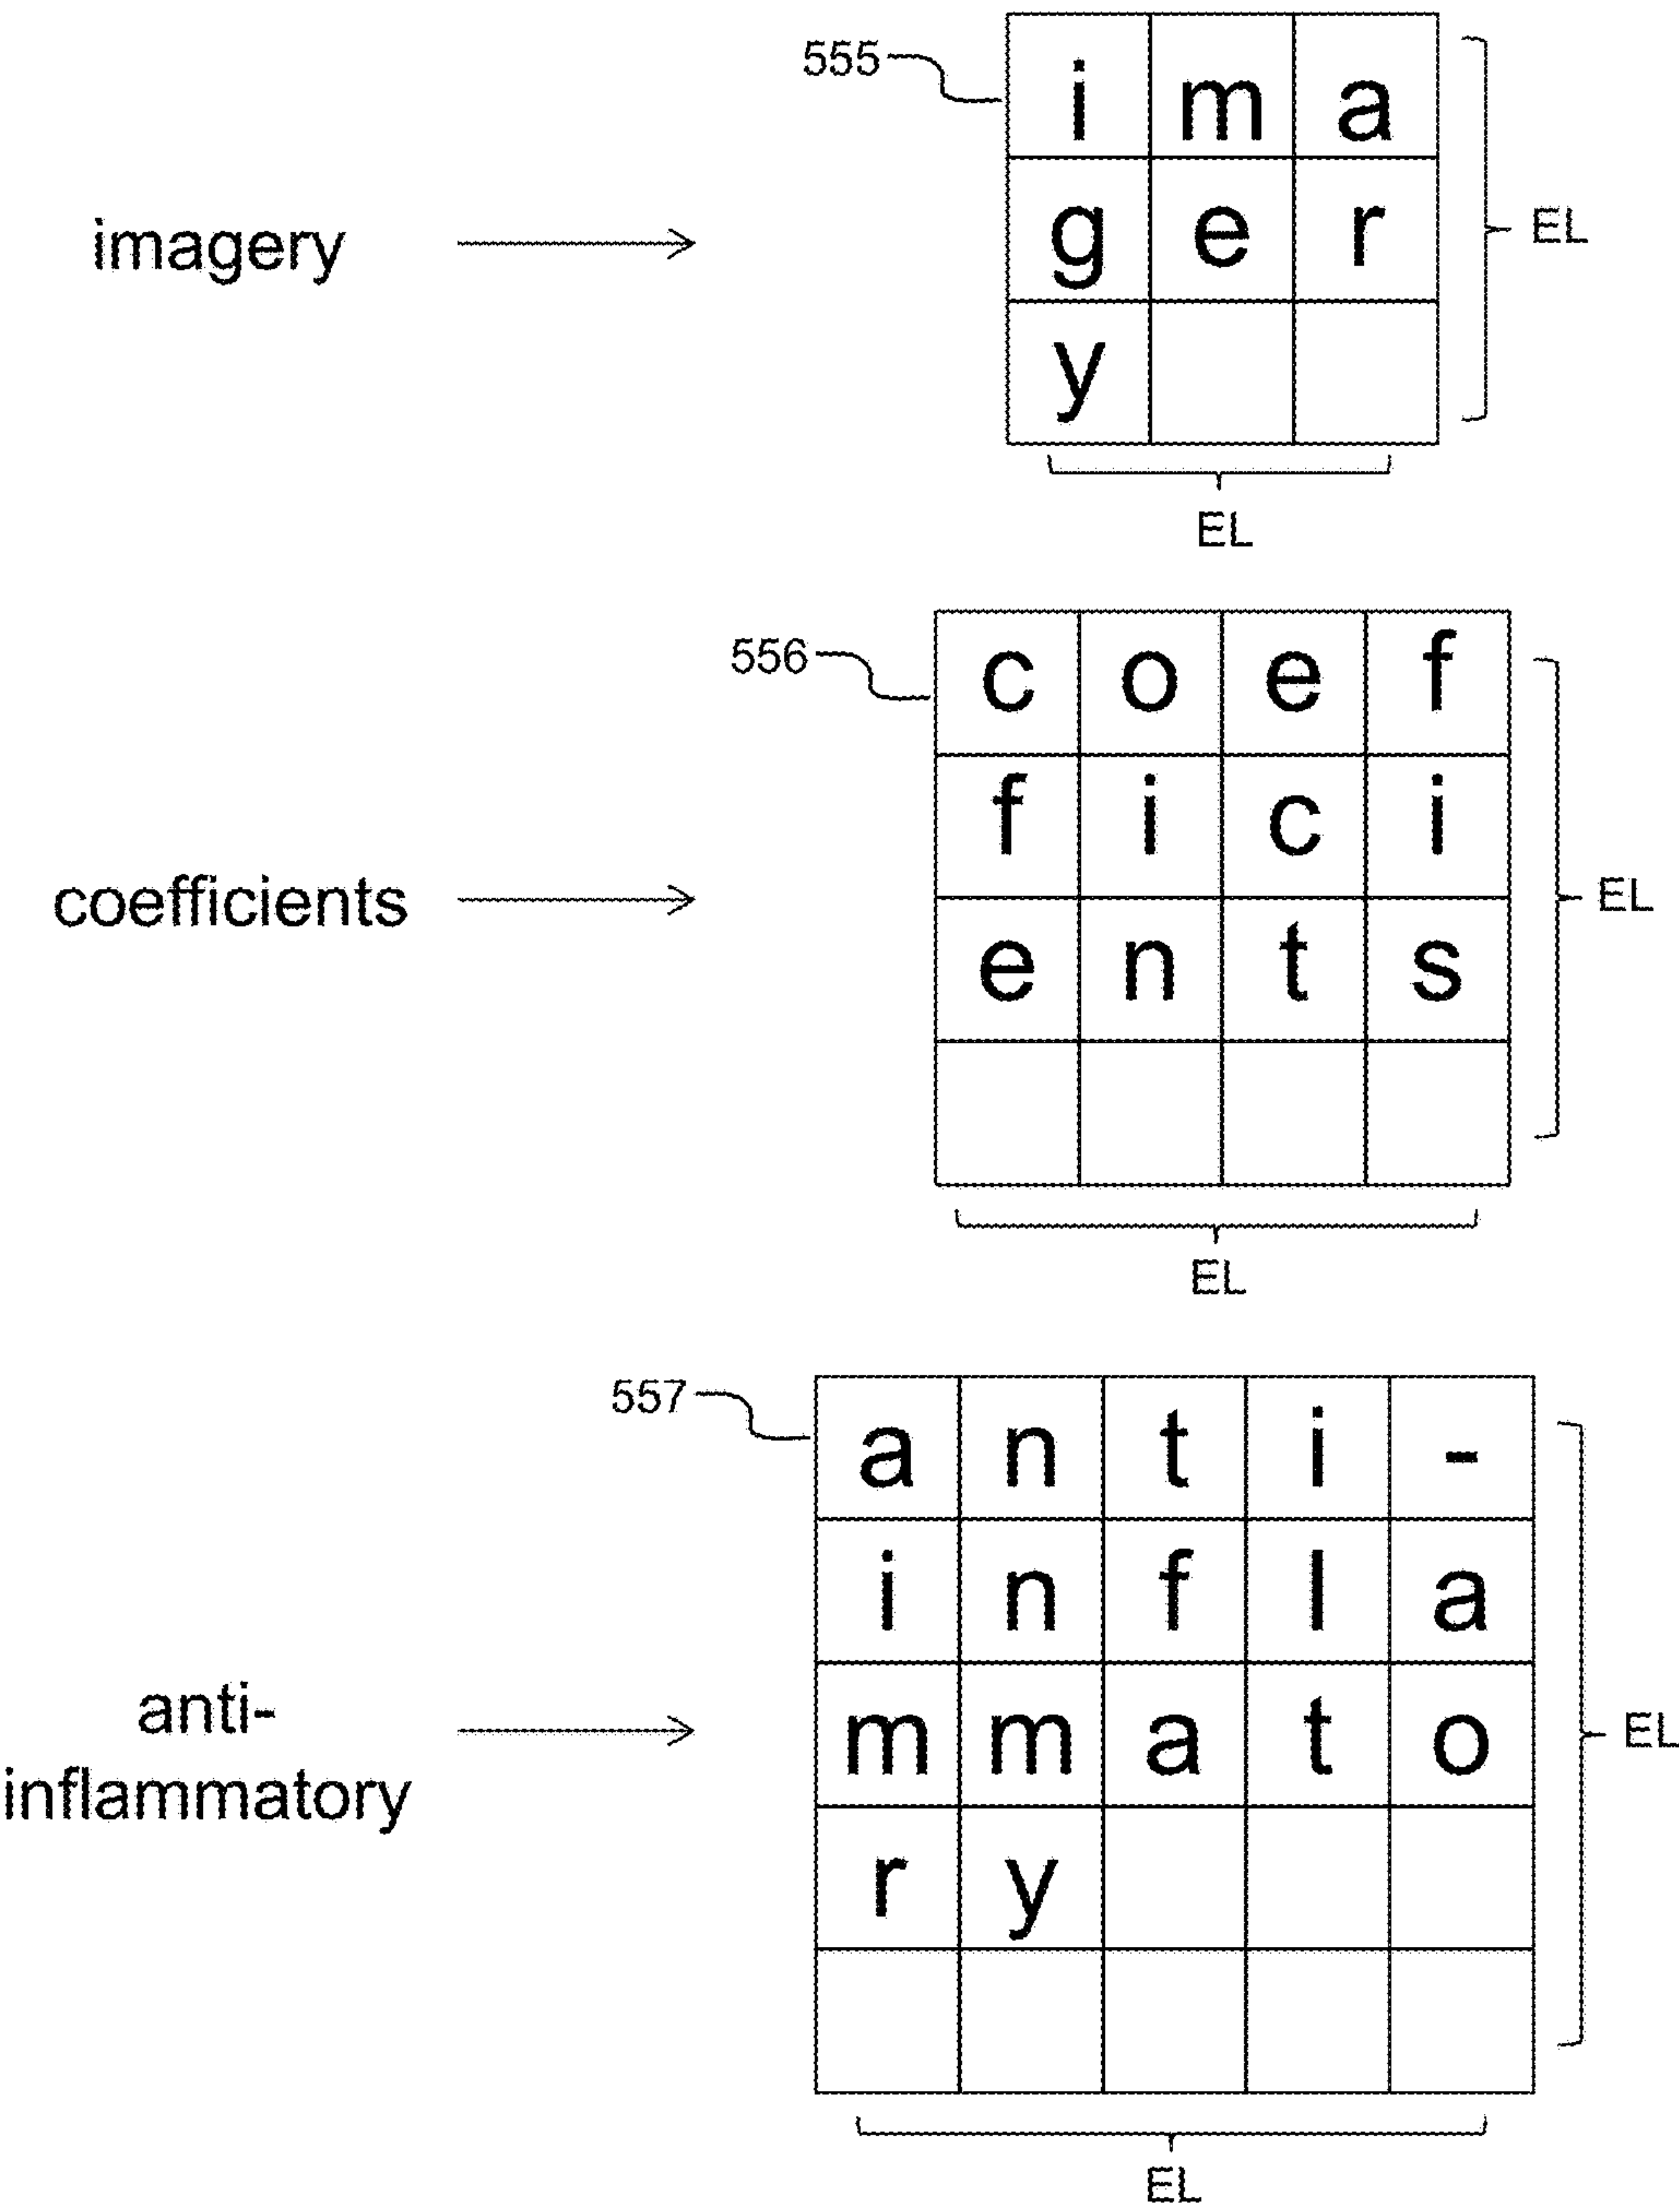 555
i m a
g e r
y
imagery
EL
EL
556
c o e f
f i c i
e n t s
coefficients
EL
EL
557
a n t i -
i n f l a
m m a t o
r y
anti-
inflammatory
EL
EL